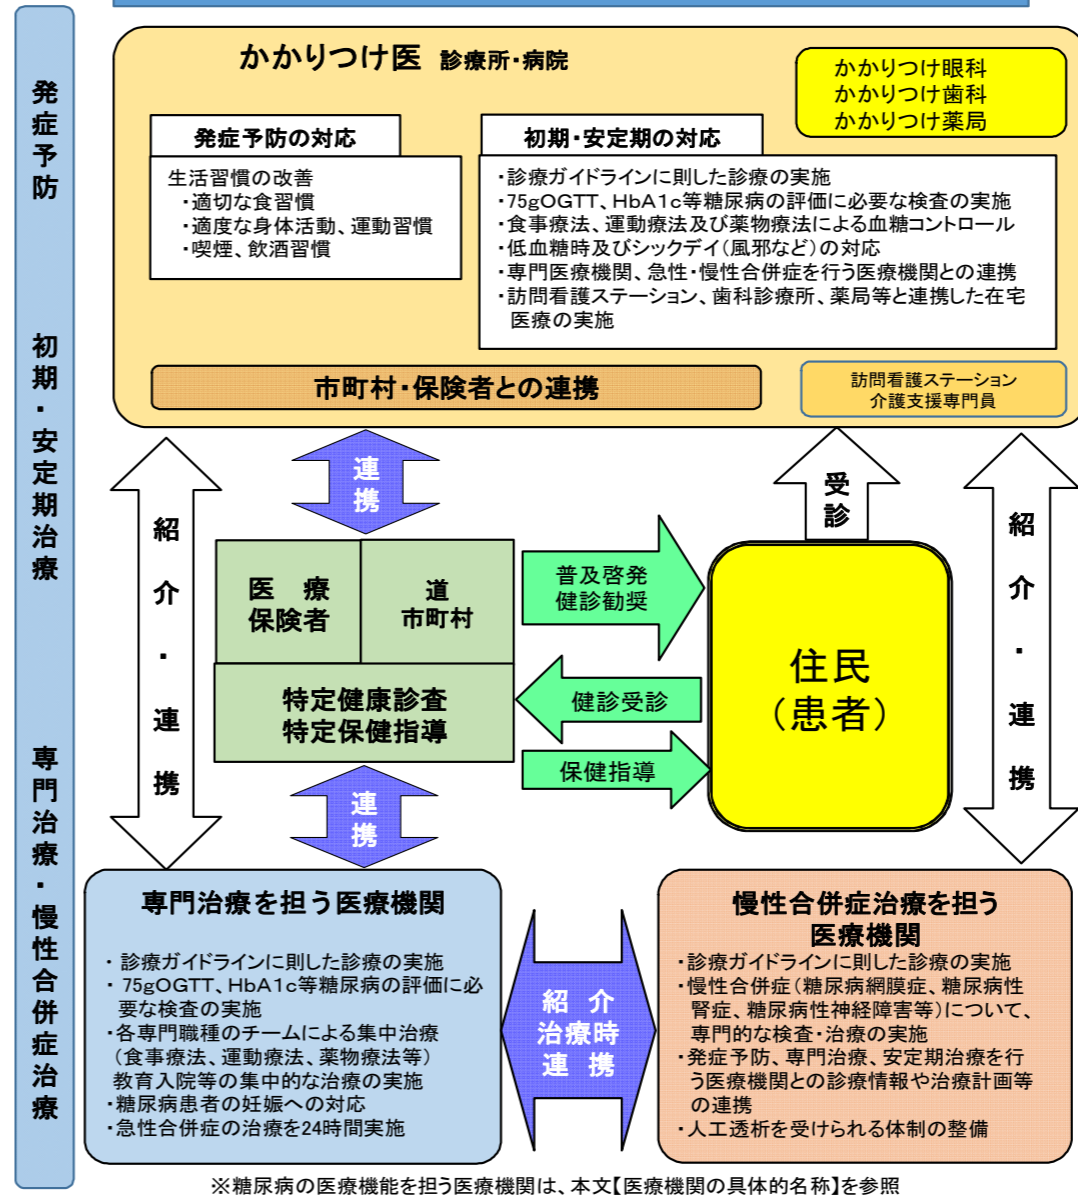 発症予防
初期・安定期治療
専門治療・慢性合併症治療
かかりつけ医 診療所・病院
かかりつけ眼科
かかりつけ歯科
かかりつけ薬局
発症予防の対応
生活習慣の改善
・適切な食習慣
・適度な身体活動、運動習慣
・喫煙、飲酒習慣
初期・安定期の対応
・診療ガイドラインに則した診療の実施
・75gOGTT、HbA1c等糖尿病の評価に必要な検査の実施
・食事療法、運動療法及び薬物療法による血糖コントロール
・低血糖時及びシックデイ(風邪など)の対応
・専門医療機関、急性・慢性合併症を行う医療機関との連携
・訪問看護ステーション、歯科診療所、薬局等と連携した在宅
医療の実施
市町村・保険者との連携
訪問看護ステーション
介護支援専門員
紹介・連携
連携
受診
紹介・連携
医 療
保険者
道
市町村
特定健康診査
特定保健指導
普及啓発
健診勧奨
健診受診
保健指導
住民
(患者)
連携
専門治療を担う医療機関
・ 診療ガイドラインに則した診療の実施
・ 75gOGTT、HbA1c等糖尿病の評価に必
要な検査の実施
・各専門職種のチームによる集中治療
(食事療法、運動療法、薬物療法等)
教育入院等の集中的な治療の実施
・糖尿病患者の妊娠への対応
・急性合併症の治療を24時間実施
紹 介
治療時
連 携
慢性合併症治療を担う
医療機関
・診療ガイドラインに則した診療の実施
・慢性合併症(糖尿病網膜症、糖尿病性
腎症、糖尿病性神経障害等)について、
専門的な検査・治療の実施
・発症予防、専門治療、安定期治療を行
う医療機関との診療情報や治療計画等
の連携
・人工透析を受けられる体制の整備
※糖尿病の医療機能を担う医療機関は、本文【医療機関の具体的名称】を参照